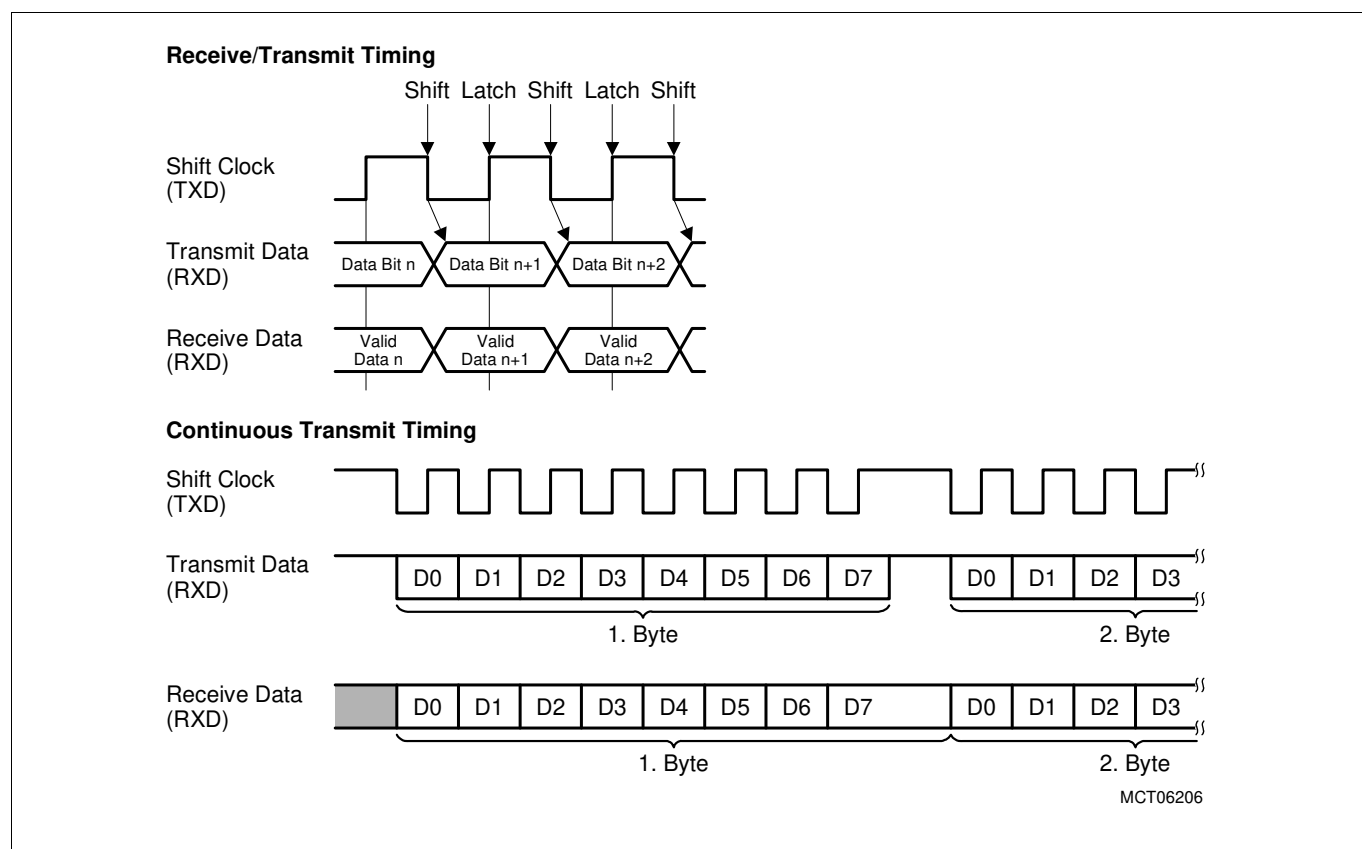 Receive/Transmit Timing
Shift Latch Shift Latch Shift
Shift Clock
(TXD)
Transmit Data
(RXD)
Data Bit n Data Bit n+1 Data Bit n+2
Receive Data
(RXD)
Valid Valid Valid
Data n Data n+1 Data n+2
Continuous Transmit Timing
Shift Clock
(TXD)
Transmit Data
(RXD)
D0 D1 D2 D3 D4 D5 D6 D7 D0 D1 D2 D3
1. Byte 2. Byte
Receive Data
(RXD)
D0 D1 D2 D3 D4 D5 D6 D7 D0 D1 D2 D3
1. Byte 2. Byte
MCT06206